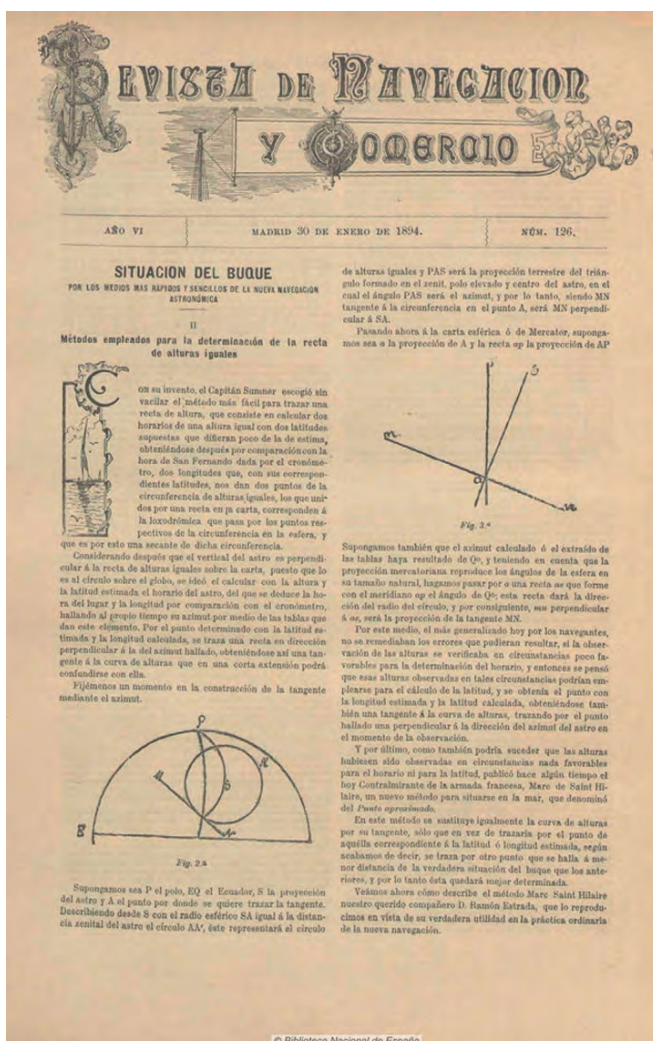 REVISTA DE NAVEGACION
Y COMERCIO
AÑO VI
MADRID 30 DE ENERO DE 1894.
NÚM. 126.
SITUACION DEL BUQUE
POR LOS MEDIOS MAS RAPIDOS Y SENCILLOS DE LA NUEVA NAVEGACION
ASTRONÓMICA
II
Métodos empleados para la determinación de la recta
de alturas iguales
Con su invento, el Capitán Sumner escogió sin
vacilar el método más fácil para trazar una
recta de altura, que consiste en calcular dos
horarios de una altura igual con dos latitudes
supuestas que difieran poco de la de estima,
obteniéndose después por comparación con la
hora de San Fernando dada por el cronóme-
tro, dos longitudes que, con sus correspon-
dientes latitudes, nos dan dos puntos de la
circunferencia de alturas iguales, los que uni-
dos por una recta en ja carta, corresponden á
la loxodrómica que pasa por los puntos res-
pectivos de la circunferencia en la esfera, y
que es por esto una secante de dicha circunferencia.
Considerando después que el vertical del astro es perpendi-
cular á la recta de alturas iguales sobre la carta, puesto que lo
es al círculo sobre el globo, se ideó el calcular con la altura y
la latitud estimada el horario del astro, del que se deduce la ho-
ra del lugar y la longitud por comparación con el cronómetro,
hallando al propio tiempo su azimut por medio de las tablas que
dan este elemento. Por el punto determinado con la latitud es-
timada y la longitud calculada, se traza una recta en dirección
perpendicular á la del azimut hallado, obteniéndose así una tan-
gente á la curva de alturas que en una corta extensión podrá
confundirse con ella.
Fijémenos un momento en la construcción de la tangente
mediante el azimut.
P
E
Fig. 2.ª
Supongamos sea P el polo, EQ el Ecuador, S la proyección
del astro y A el punto por donde se quiere trazar la tangente.
Describiendo desde S con el radio esférico SA igual á la distan-
cia zenital del astro el círculo AA', éste representará el círculo
de alturas iguales y PAS será la proyección terrestre del trián-
gulo formado en el zenit, polo elevado y centro del astro, en el
cual el ángulo PAS será el azimut, y por lo tanto, siendo MN
tangente á la circunferencia en el punto A, será MN perpendi-
cular á SA.
Pasando ahora á la carta esférica ó de Mercator, suponga-
mos sea a la proyección de A y la recta ap la proyección de AP
Fig. 3.ª
Supongamos también que el azimut calculado ó el extraído de
las tablas haya resultado de Qº, y teniendo en cuenta que la
proyección mercatoriana reproduce los ángulos de la esfera en
su tamaño natural, hagamos pasar por a una recta as que forme
con el meridiano ap el ángulo de Qº; esta recta dará la direc-
ción del radio del círculo, y por consiguiente, mn perpendicular
á as, será la proyección de la tangente MN.
Por este medio, el más generalizado hoy por los navegantes,
no se remediaban los errores que pudieran resultar, si la obser-
vación de las alturas se verificaba en circunstancias poco fa-
vorables para la determinación del horario, y entonces se pensó
que esas alturas observadas en tales circunstancias podrían em-
plearse para el cálculo de la latitud, y se obtenía el punto con
la longitud estimada y la latitud calculada, obteniéndose tam-
bién una tangente á la curva de alturas, trazando por el punto
hallado una perpendicular á la dirección del azimut del astro en
el momento de la observación.
Y por último, como también podría suceder que las alturas
hubiesen sido observadas en circunstancias nada favorables
para el horario ni para la latitud, publicó hace algún tiempo el
hoy Contralmirante de la armada francesa, Marc de Saint Hi-
laire, un nuevo método para situarse en la mar, que denominó
del Punto aproximado.
En este método se sustituye igualmente la curva de alturas
por su tangente, sólo que en vez de trazarla por el punto de
aquélla correspondiente á la latitud ó longitud estimada, según
acabamos de decir, se traza por otro punto que se halla á me-
nor distancia de la verdadera situación del buque que los ante-
riores, y por lo tanto ésta quedará mejor determinada.
Veámos ahora cómo describe el método Marc Saint Hilaire
nuestro querido compañero D. Ramón Estrada, que lo reprodu-
cimos en vista de su verdadera utilidad en la práctica ordinaria
de la nueva navegación.
© Biblioteca Nacional de España